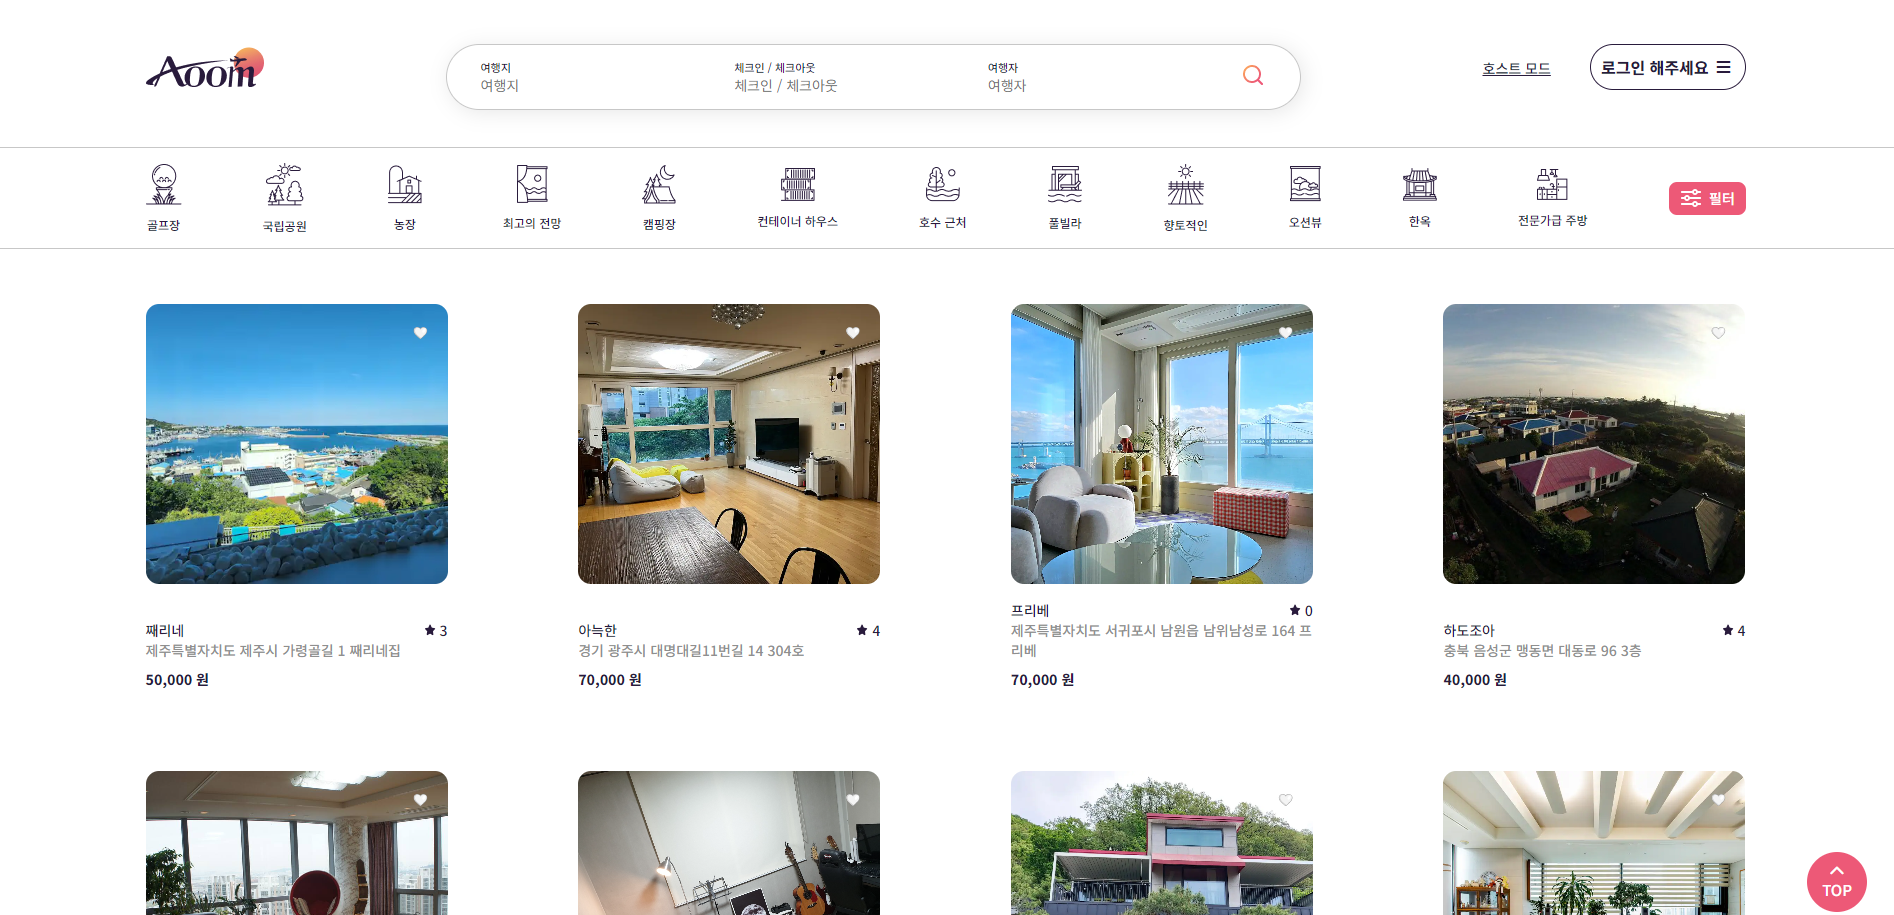 Aoom
여행지
여행지
체크인 / 체크아웃
체크인 / 체크아웃
여행자
여행자
호스트 모드
로그인 해주세요
골프장
국립공원
농장
최고의 전망
캠핑장
컨테이너 하우스
호수 근처
풀빌라
향토적인
오션뷰
한옥
전문가급 주방
필터
째리네
3
제주특별자치도 제주시 가령골길 1 째리네집
50,000 원
아늑한
4
경기 광주시 대명대길11번길 14 304호
70,000 원
프리베
0
제주특별자치도 서귀포시 남원읍 남위남성로 164 프
리베
70,000 원
하도조아
4
충북 음성군 맹동면 대동로 96 3층
40,000 원
TOP